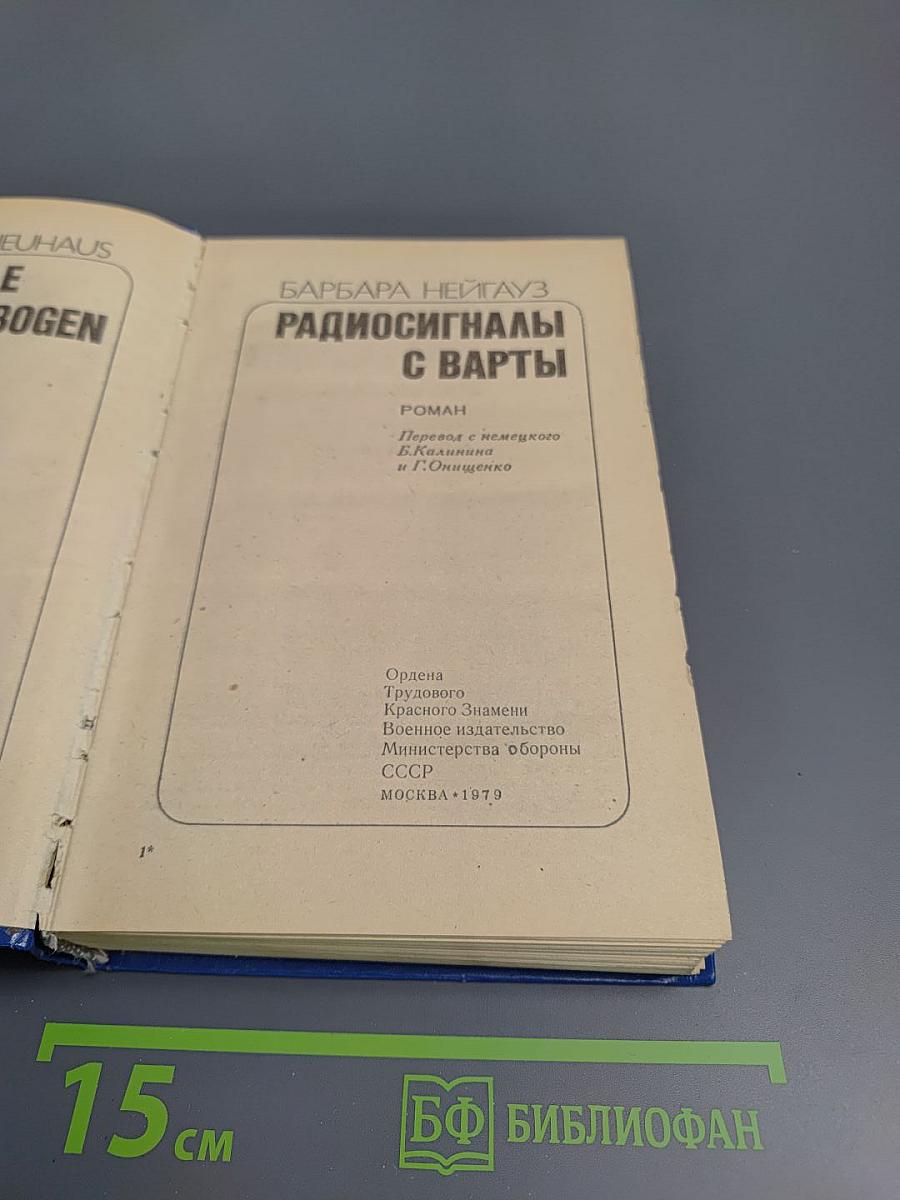 NEUHAUS
E
BOGEN
БАРБАРА НЕЙГАУЗ
РАДИОСИГНАЛЫ
С ВАРТЫ
РОМАН
Перевод с немецкого
Б.Калинина
и Г.Онищенко
Ордена
Трудового
Красного Знамени
Военное издательство
Министерства обороны
СССР
МОСКВА * 1979
1*
15 см
БФ БИБЛИОФАН